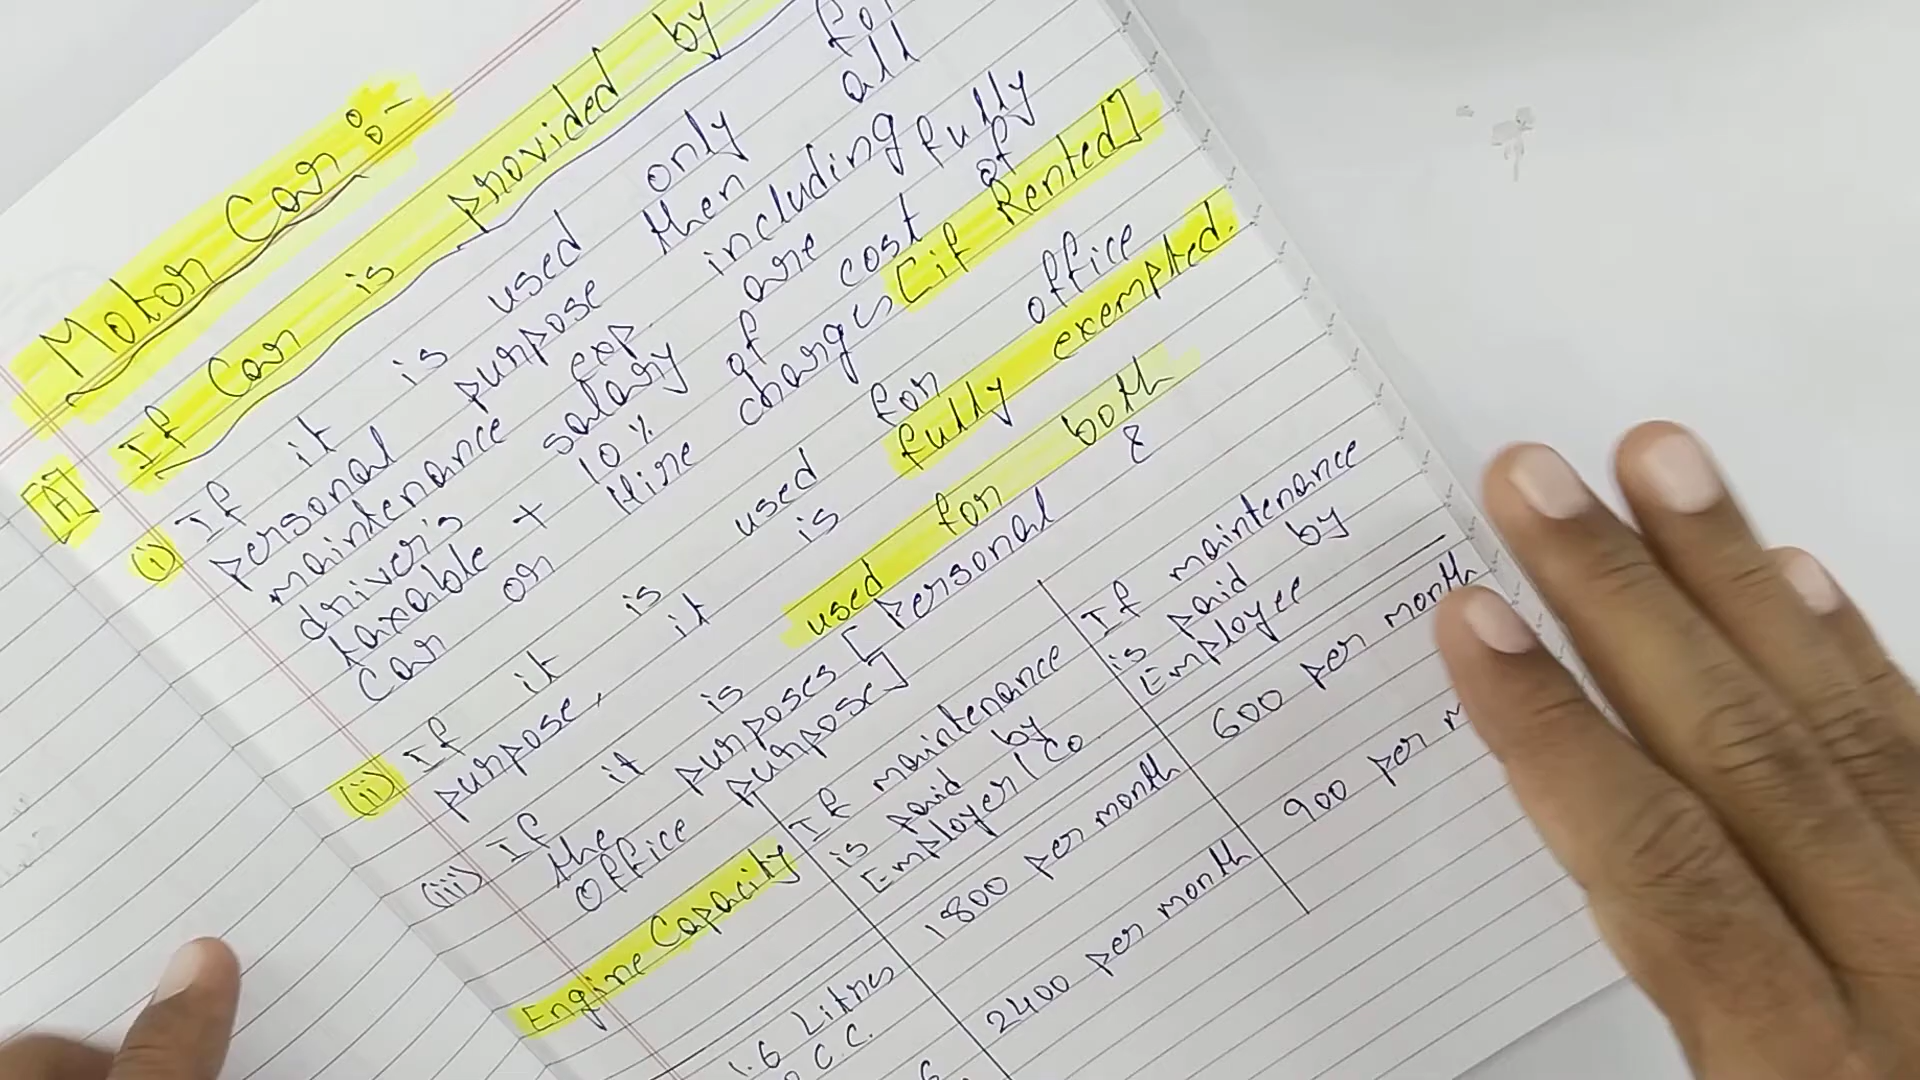 Motor Car :-
[A] If Car is provided by
(i) If it is used only for
personal purpose then all
maintenance exp. including
driver's salary are fully
taxable + 10% of cost of
Car or Hire charges [if Rented]
(ii) If it is used for office
purpose, it is fully exempted.
(iii) If it is used for both
the purposes [Personal &
Office purpose]
Engine Capacity
If maintenance
is paid by
Employer/Co.
If maintenance
is paid by
Employee
1.6 Litres
C.C.
1800 per month
600 per month
2400 per month
900 per